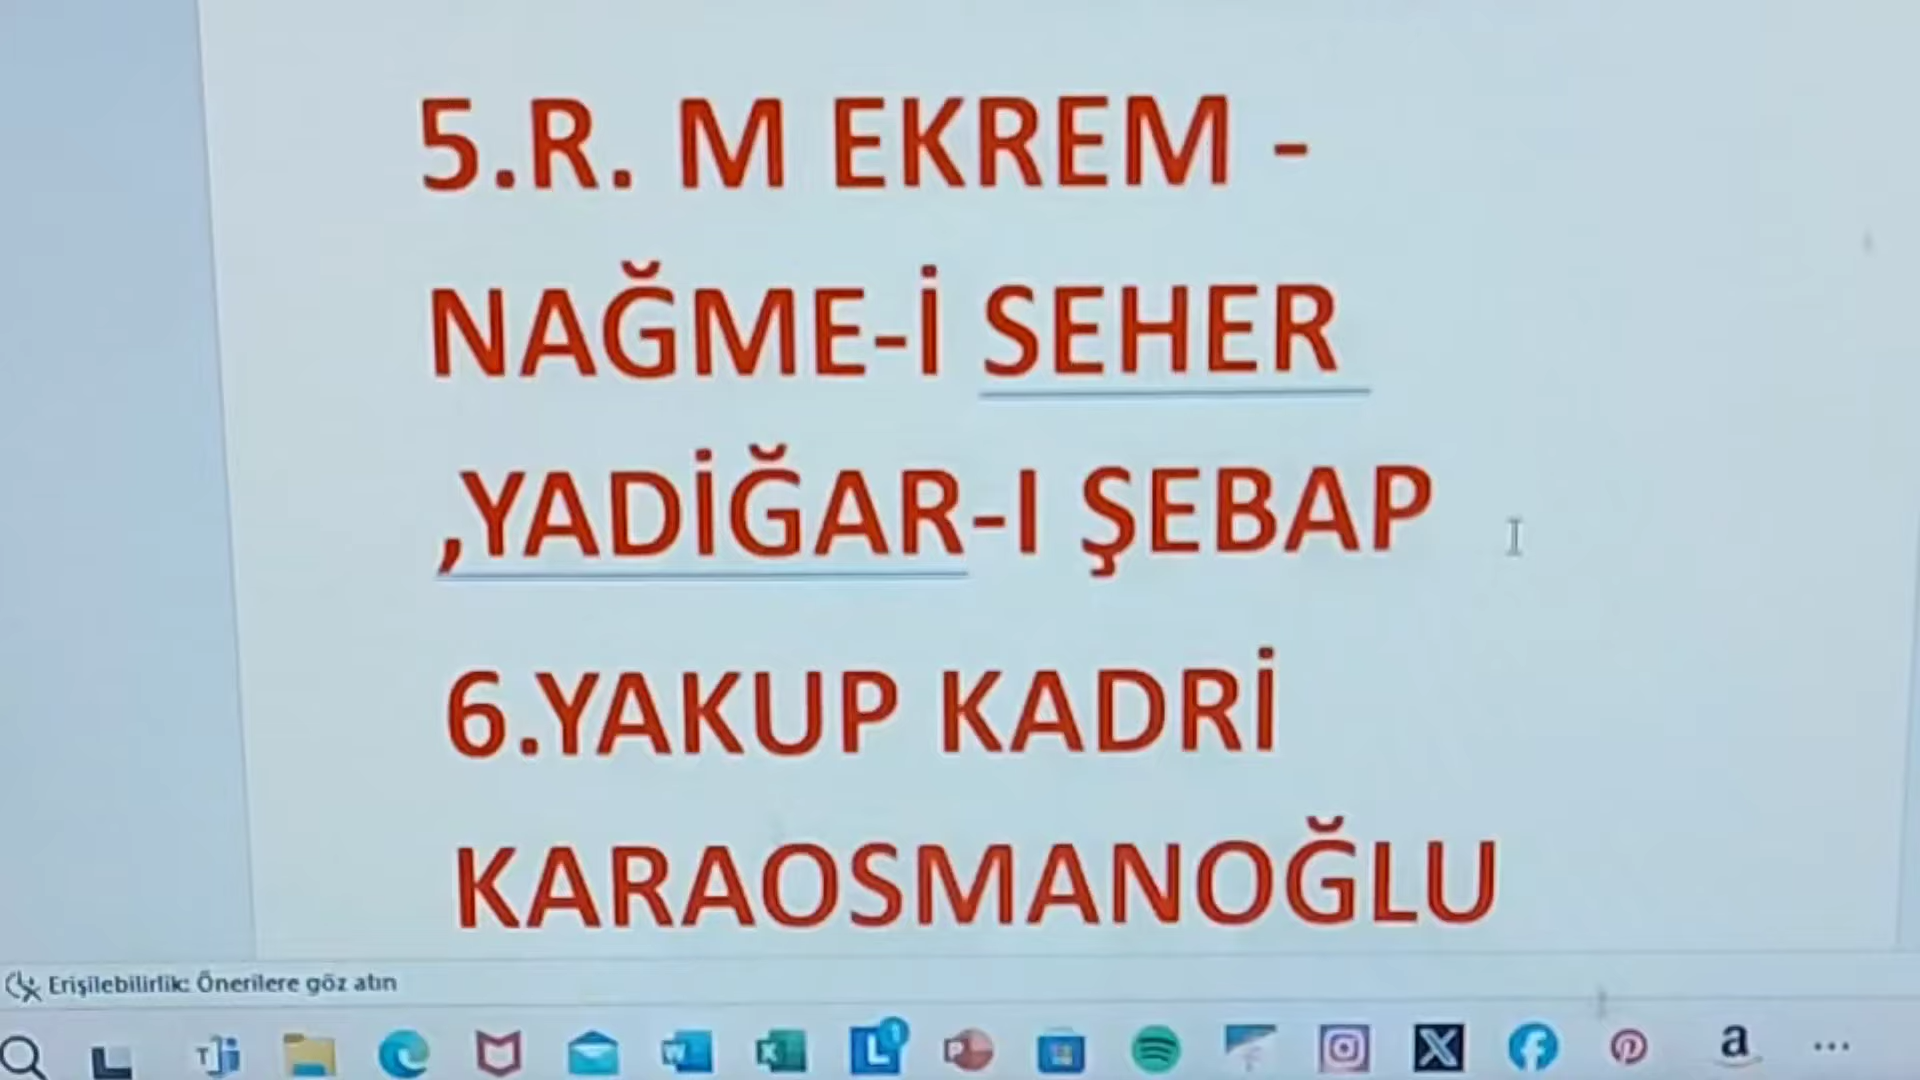 5.R. M EKREM -
NAĞME-İ SEHER
,YADİĞAR-I ŞEBAP
6.YAKUP KADRİ
KARAOSMANOĞLU
Erişilebilirlik: Önerilere göz atın